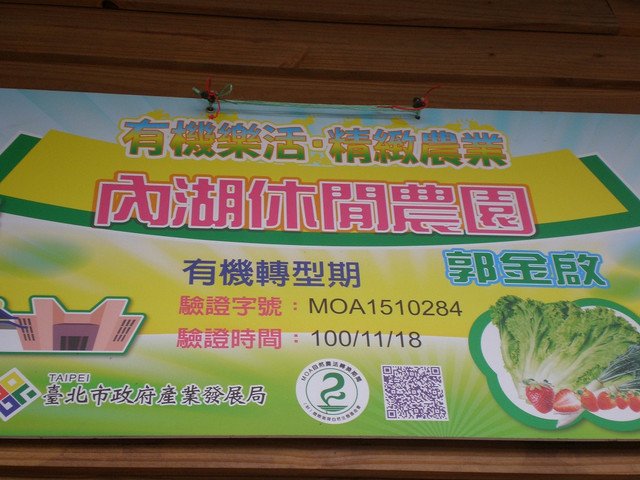 有機樂活·精緻農業
內湖休閒農園
有機轉型期
郭金啟
驗證字號：MOA1510284
驗證時間：100/11/18
TAIPEI
臺北市政府產業發展局